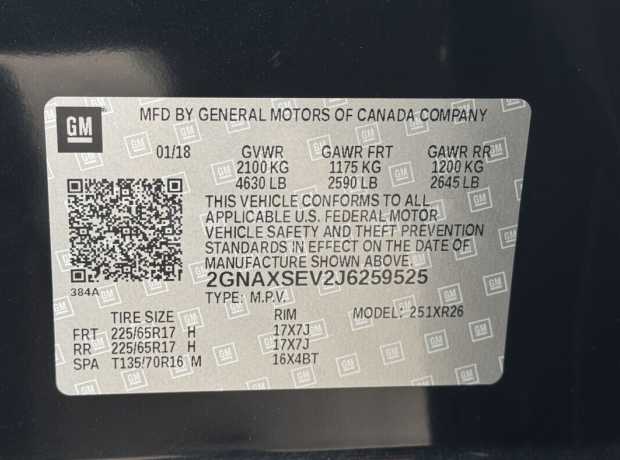 GM
MFD BY GENERAL MOTORS OF CANADA COMPANY
01/18 GVWR GAWR FRT GAWR RR
2100 KG 1175 KG 1200 KG
4630 LB 2590 LB 2645 LB
THIS VEHICLE CONFORMS TO ALL
APPLICABLE U.S. FEDERAL MOTOR
VEHICLE SAFETY AND THEFT PREVENTION
STANDARDS IN EFFECT ON THE DATE OF
MANUFACTURE SHOWN ABOVE.
384A
2GNAXSEV2J6259525
TYPE: M.P.V. MODEL: 251XR26
TIRE SIZE RIM
FRT 225/65R17 H 17X7J
RR 225/65R17 H 17X7J
SPA T135/70R16 M 16X4BT